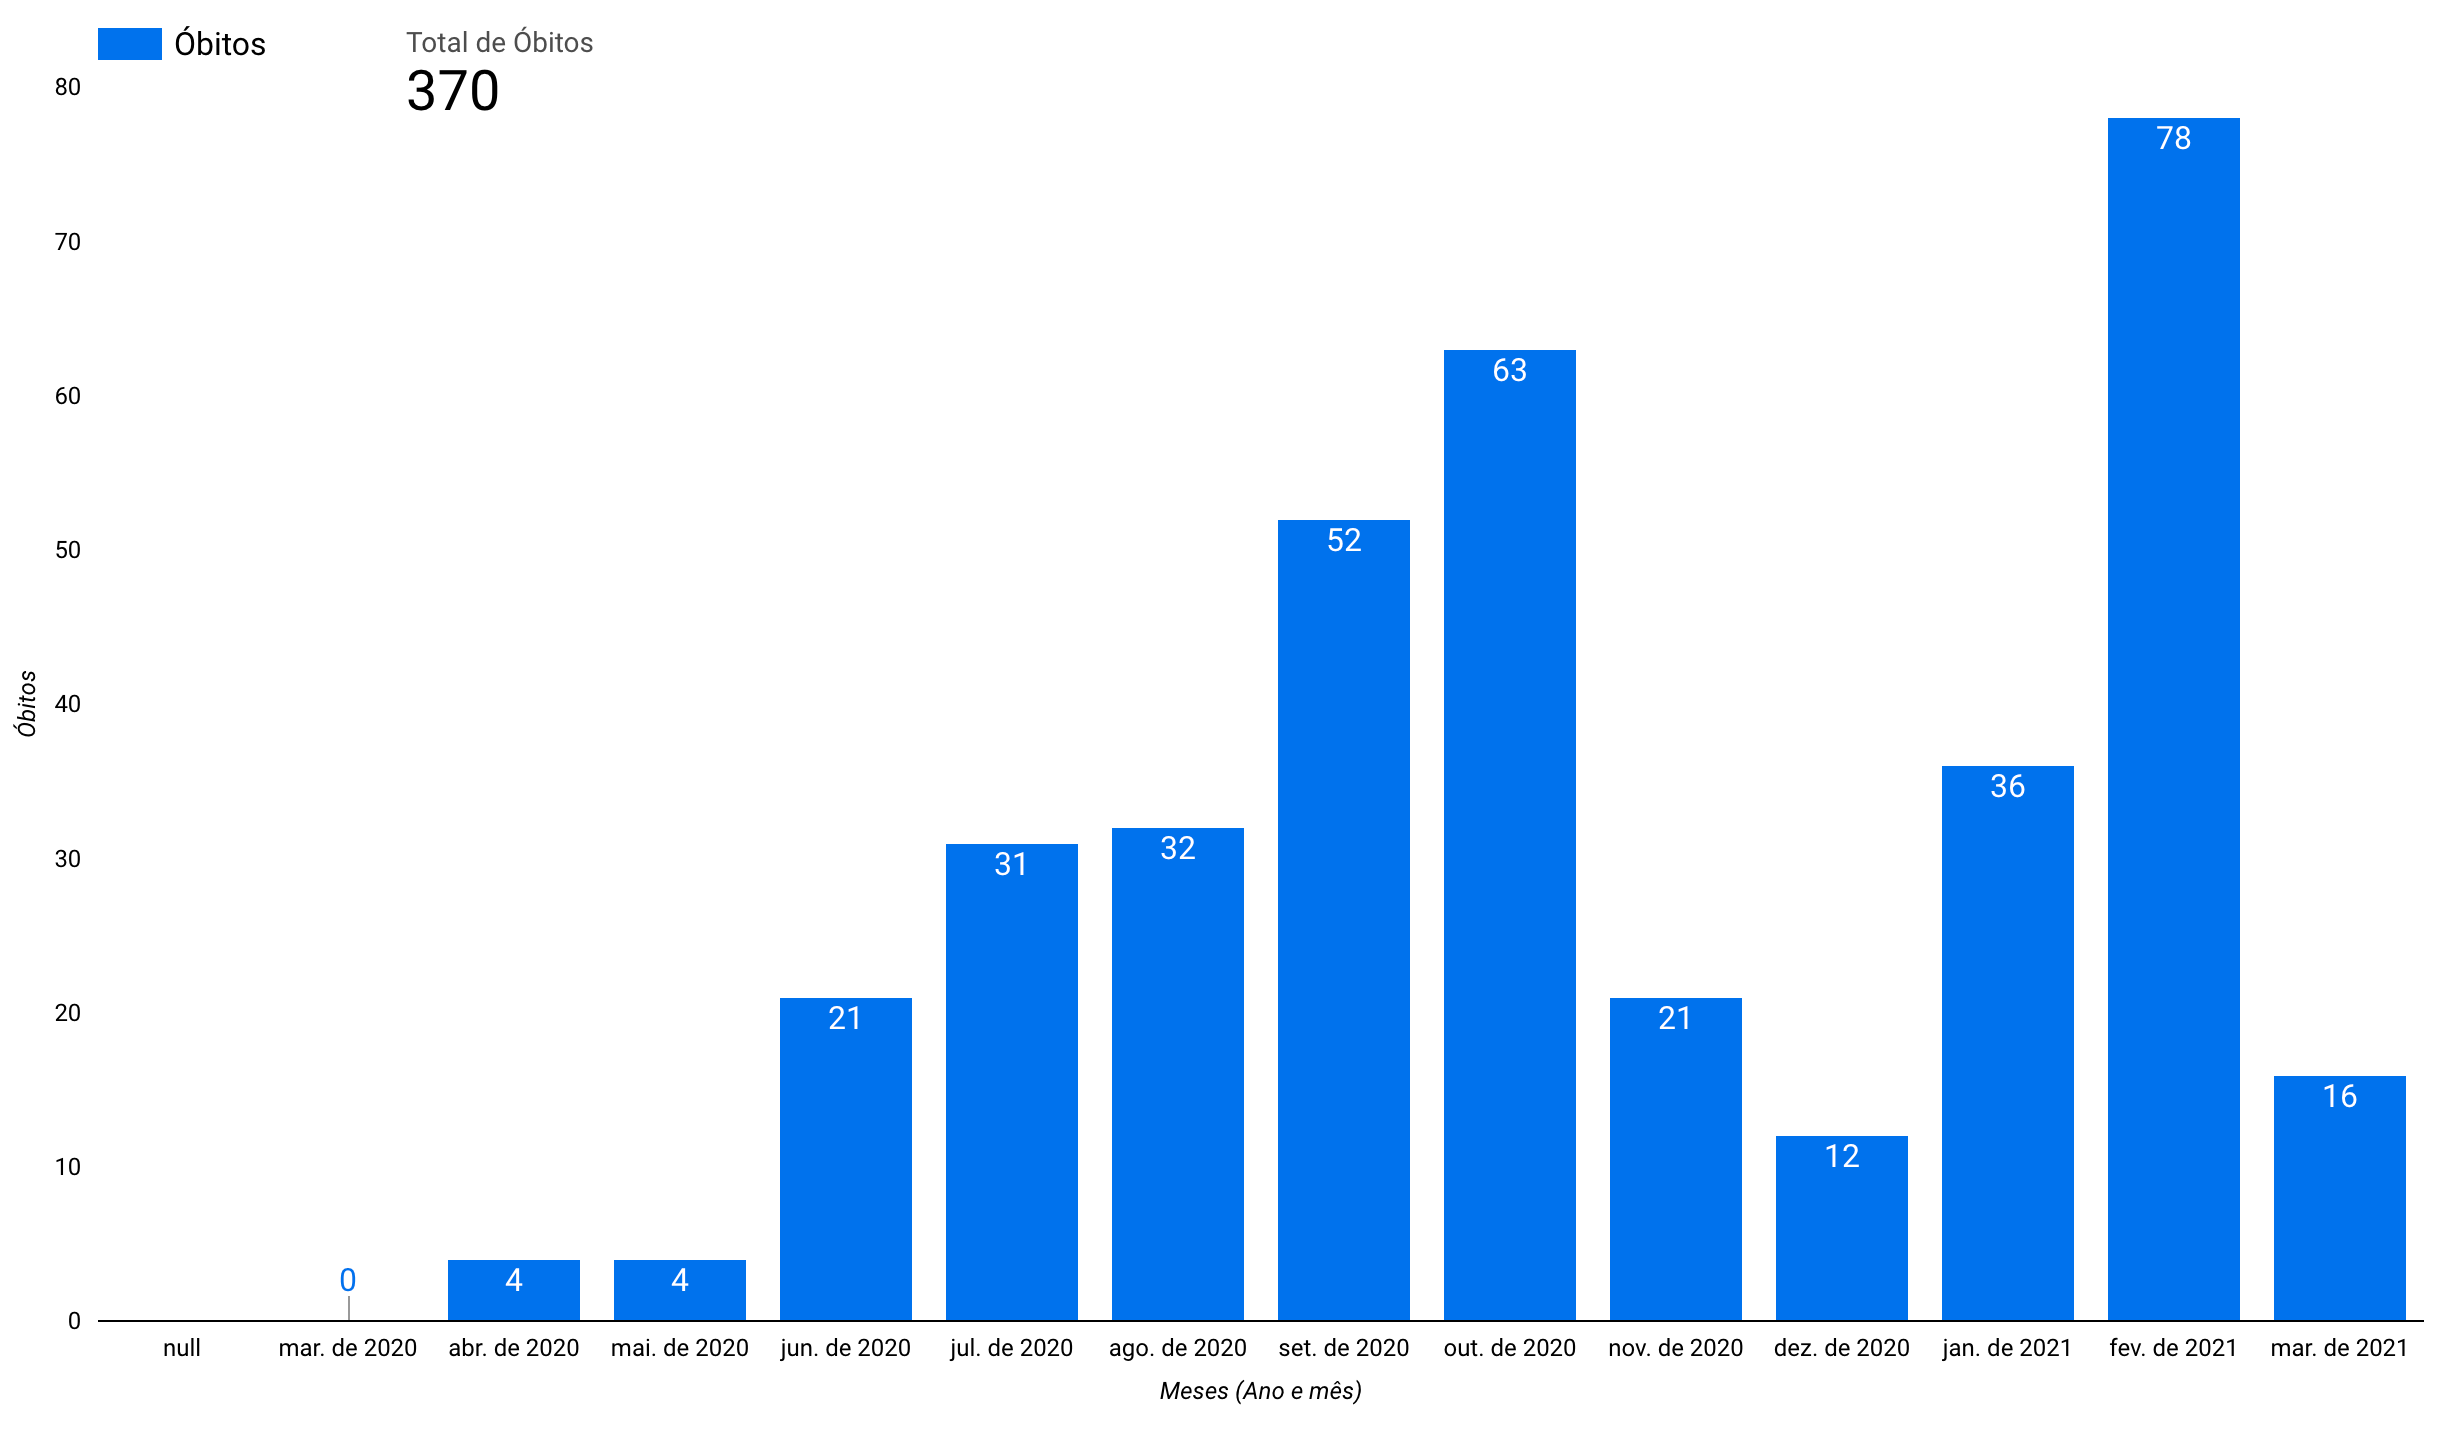 Óbitos
Total de Óbitos
370
80
70
60
50
40
30
20
10
0
Óbitos
0
4
4
21
31
32
52
63
21
12
36
78
16
null
mar. de 2020
abr. de 2020
mai. de 2020
jun. de 2020
jul. de 2020
ago. de 2020
set. de 2020
out. de 2020
nov. de 2020
dez. de 2020
jan. de 2021
fev. de 2021
mar. de 2021
Meses (Ano e mês)